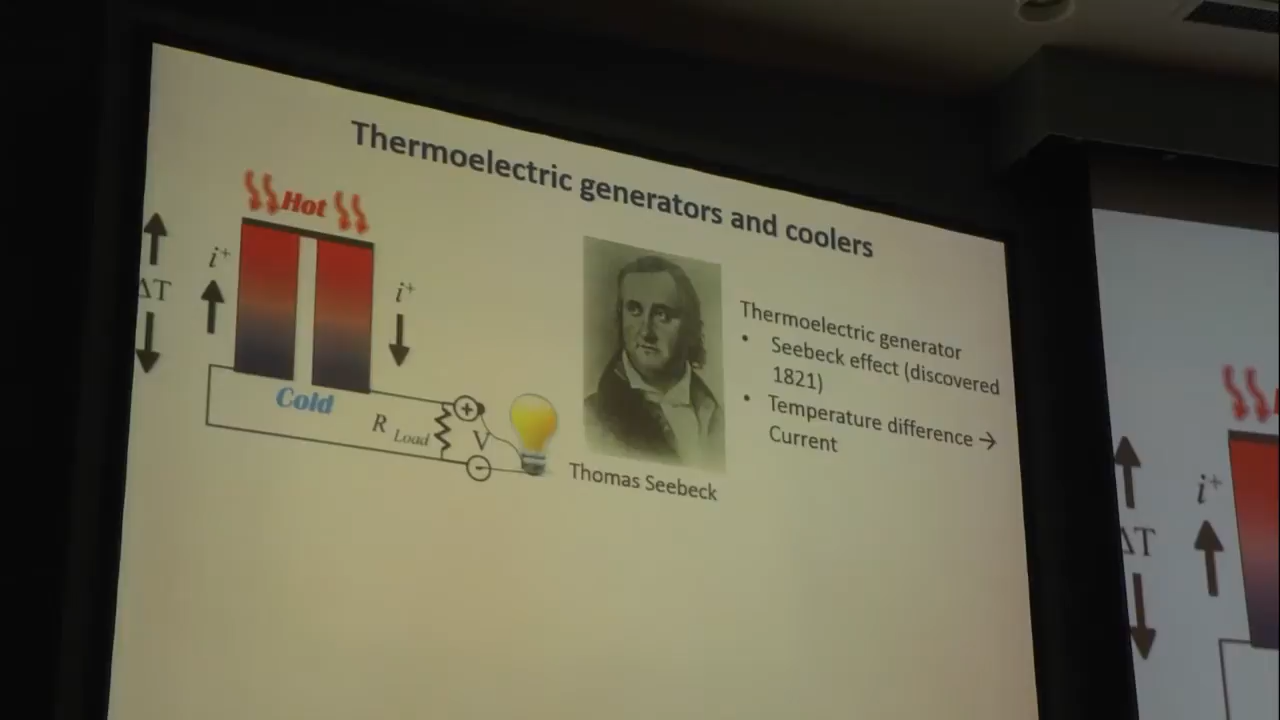 Thermoelectric generators and coolers
Hot
i+
i+
ΔT
Cold
R Load
+
V
−
Thomas Seebeck
Thermoelectric generator
• Seebeck effect (discovered
1821)
• Temperature difference →
Current
i+
ΔT